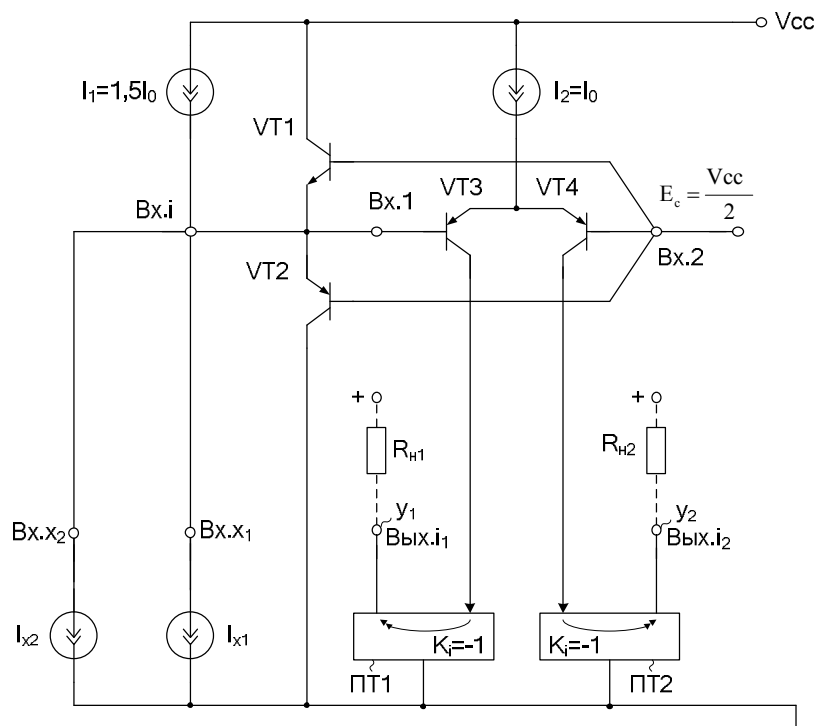 Vcc
I₁=1,5I₀
I₂=I₀
VT1
VT3
VT4
E_c = Vcc/2
Вх.i
Вх.1
Вх.2
VT2
+
+
Rн1
Rн2
Вх.x₂
Вх.x₁
y₁
y₂
Вых.i₁
Вых.i₂
Iₓ₂
Iₓ₁
Kᵢ=-1
Kᵢ=-1
ПТ1
ПТ2